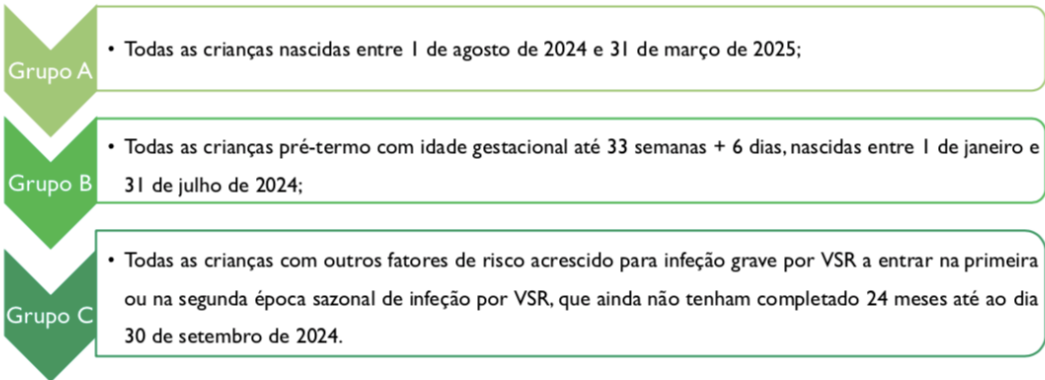 Grupo A
• Todas as crianças nascidas entre 1 de agosto de 2024 e 31 de março de 2025;
Grupo B
• Todas as crianças pré-termo com idade gestacional até 33 semanas + 6 dias, nascidas entre 1 de janeiro e
31 de julho de 2024;
Grupo C
• Todas as crianças com outros fatores de risco acrescido para infeção grave por VSR a entrar na primeira
ou na segunda época sazonal de infeção por VSR, que ainda não tenham completado 24 meses até ao dia
30 de setembro de 2024.